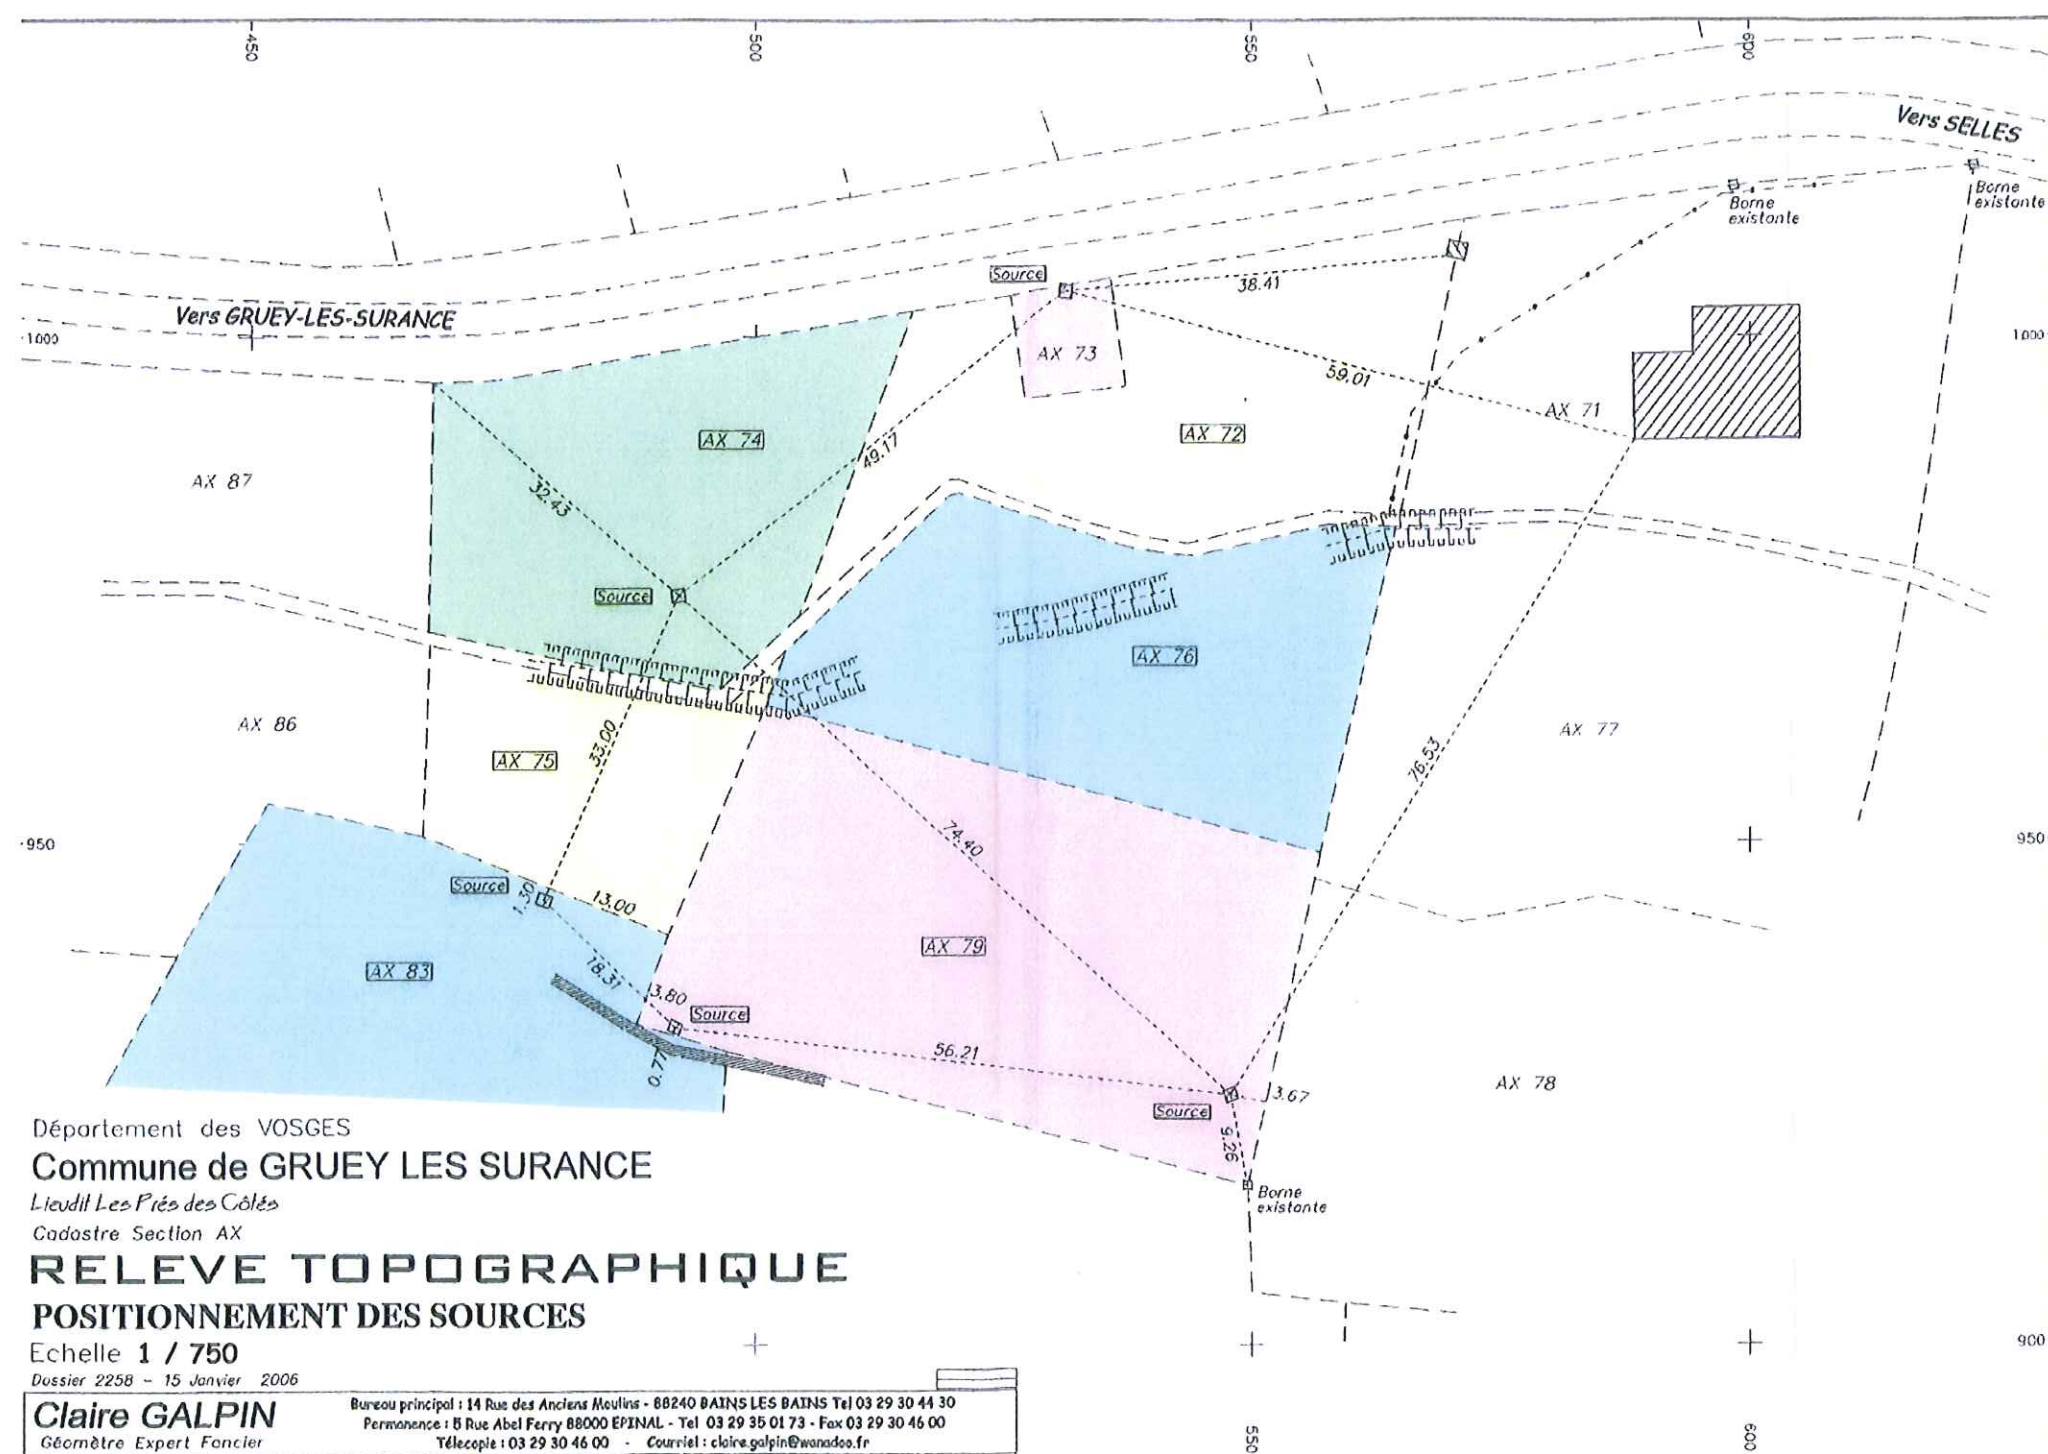 450
500
550
600
Vers SELLES
Borne
existante
Borne
existante
Source
38.41
Vers GRUEY-LES-SURANCE
1000
1000
AX 73
59.01
AX 71
AX 74
AX 72
49.17
AX 87
32.43
Source
AX 76
AX 86
33.00
AX 77
AX 75
76.53
950
74.40
950
Source
1.30
13.00
AX 79
AX 83
18.31
3.80
Source
56.21
0.77
AX 78
3.67
Source
9.26
Borne
existante
Département des VOSGES
Commune de GRUEY LES SURANCE
Lieudit Les Prés des Côtés
Cadastre Section AX
RELEVE TOPOGRAPHIQUE
POSITIONNEMENT DES SOURCES
Echelle 1 / 750
900
Dossier 2258 - 15 Janvier 2006
Claire GALPIN
Géomètre Expert Foncier
Bureau principal : 14 Rue des Anciens Moulins - 88240 BAINS LES BAINS Tel 03 29 30 44 30
Permanence : 8 Rue Abel Ferry 88000 EPINAL - Tel 03 29 35 01 73 - Fax 03 29 30 46 00
Télécopie : 03 29 30 46 00 - Courriel : claire.galpin@wanadoo.fr
550
600